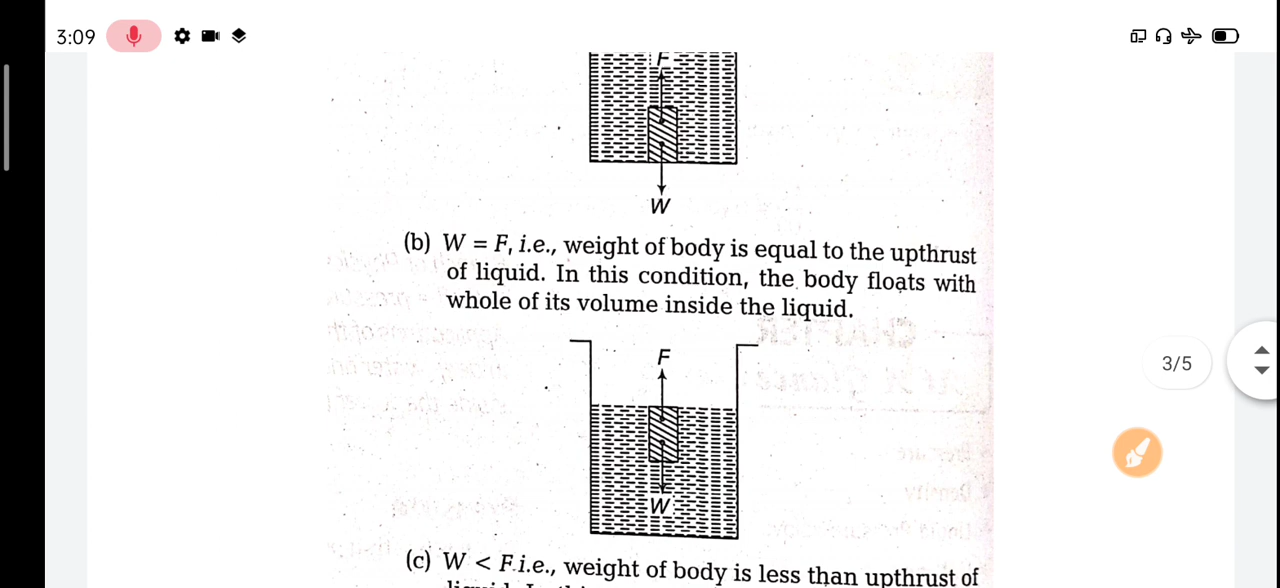 3:09
F
W
(b) W = F, i.e., weight of body is equal to the upthrust
of liquid. In this condition, the body floats with
whole of its volume inside the liquid.
F
3/5
W
(c) W < F i.e., weight of body is less than upthrust of